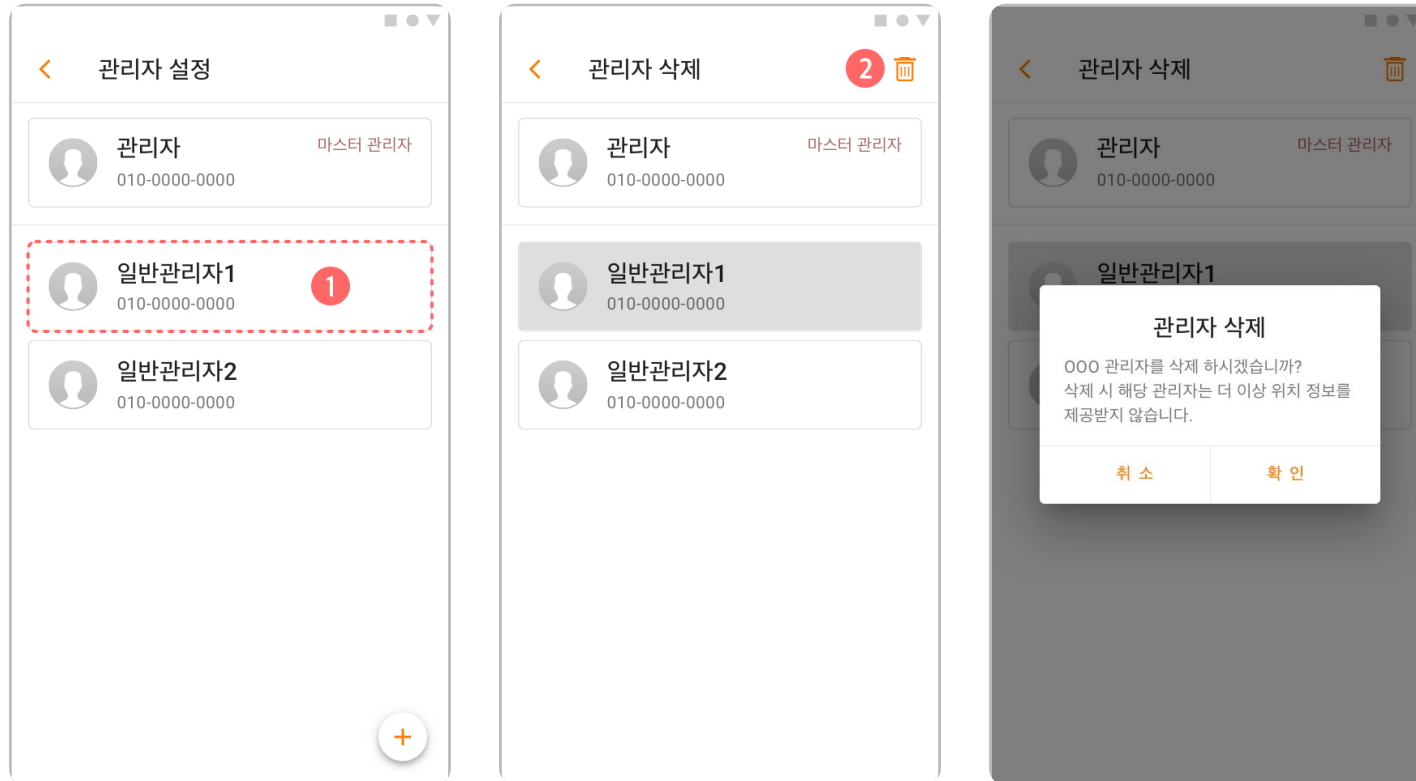 관리자 설정
관리자
마스터 관리자
010-0000-0000
일반관리자1
1
010-0000-0000
일반관리자2
010-0000-0000
+
관리자 삭제
2
관리자
마스터 관리자
010-0000-0000
일반관리자1
010-0000-0000
일반관리자2
010-0000-0000
관리자 삭제
관리자
마스터 관리자
010-0000-0000
일반관리자1
관리자 삭제
OOO 관리자를 삭제 하시겠습니까?
삭제 시 해당 관리자는 더 이상 위치 정보를
제공받지 않습니다.
취 소
확 인